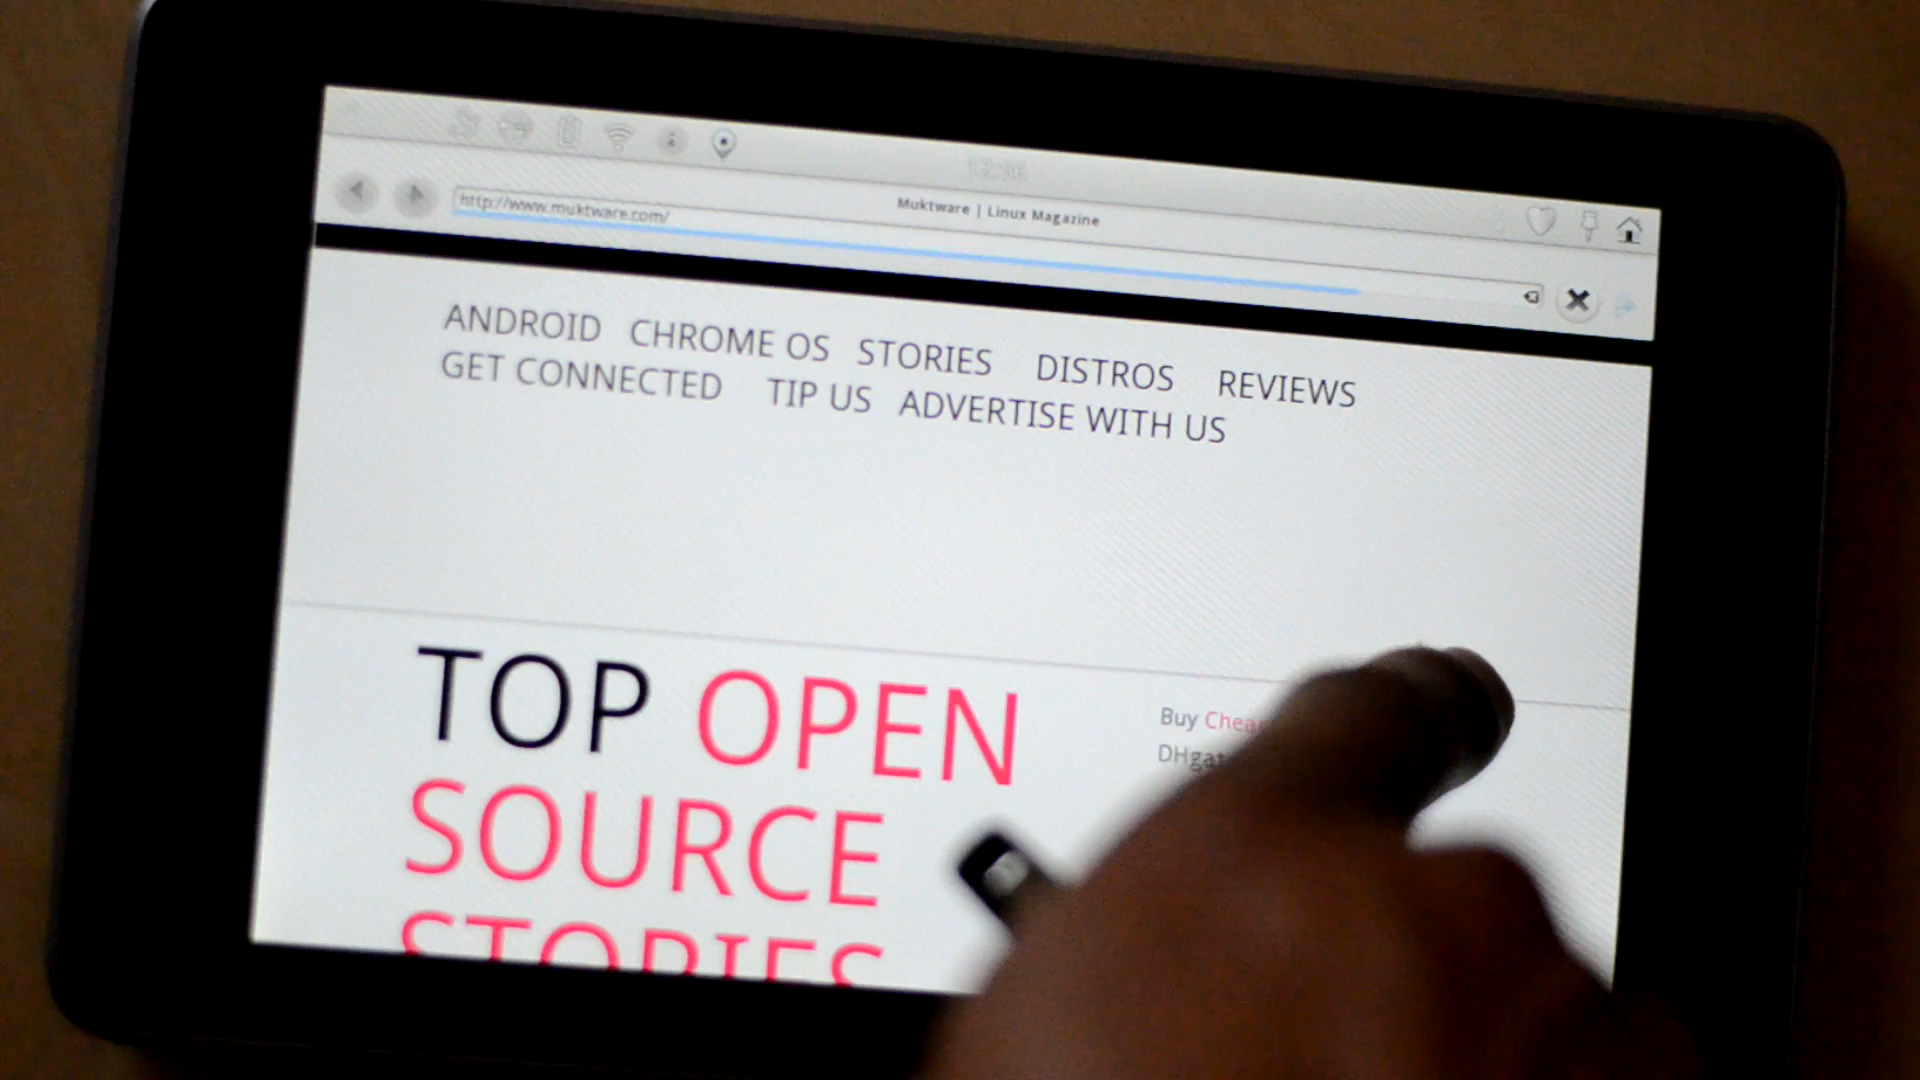 Muktware | Linux Magazine
http://www.muktware.com/
ANDROID CHROME OS STORIES DISTROS REVIEWS
GET CONNECTED TIP US ADVERTISE WITH US
TOP OPEN
SOURCE
STORIES
Buy